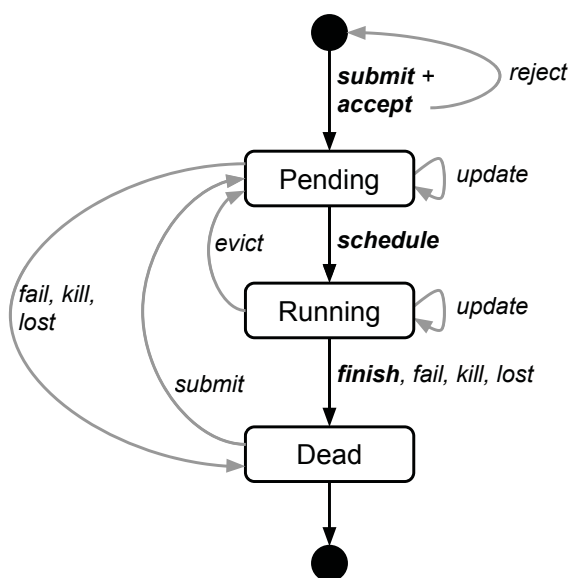 submit +
accept
reject
Pending
update
schedule
evict
Running
update
fail, kill,
lost
finish, fail, kill, lost
submit
Dead